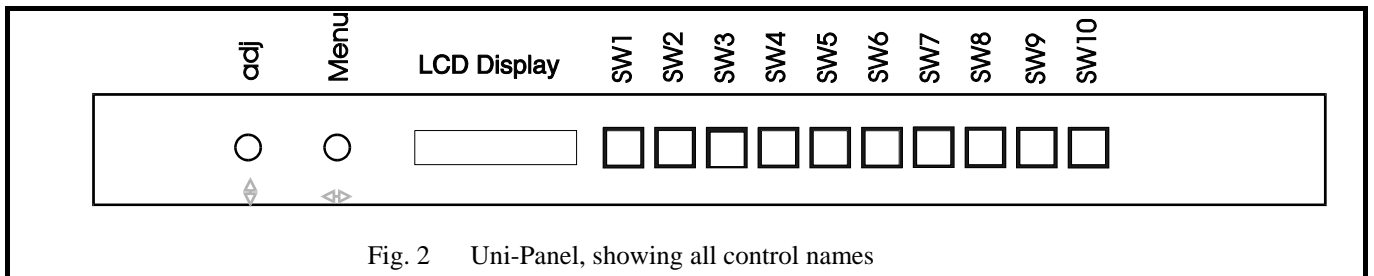 adj
Menu
LCD Display
SW1
SW2
SW3
SW4
SW5
SW6
SW7
SW8
SW9
SW10
Fig. 2 Uni-Panel, showing all control names